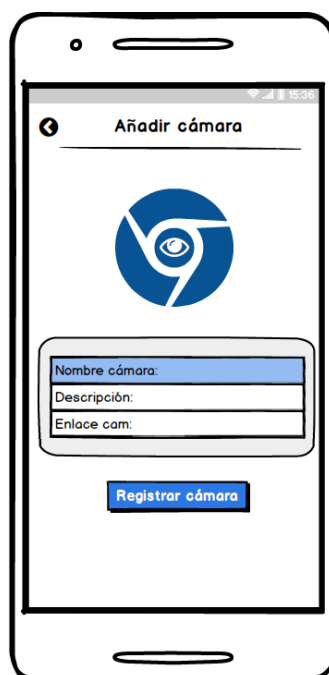 15:36
Añadir cámara
Nombre cámara:
Descripción:
Enlace cam:
Registrar cámara